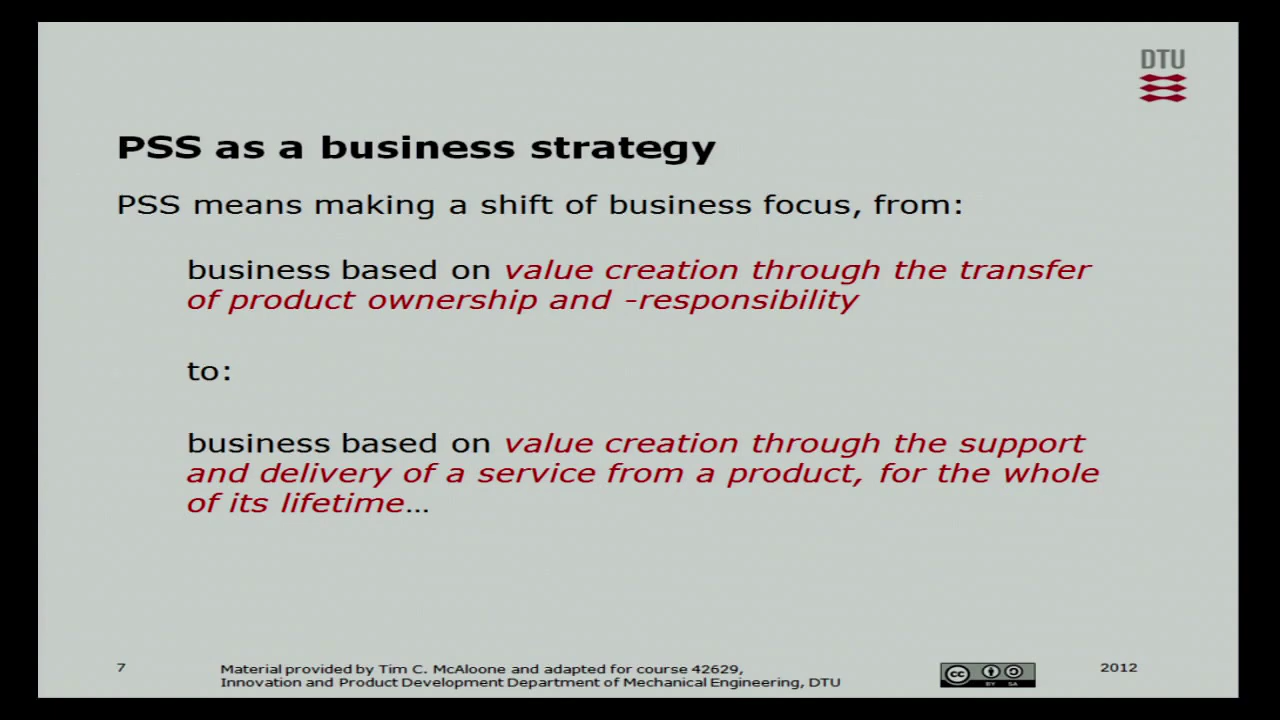 DTU
PSS as a business strategy
PSS means making a shift of business focus, from:
business based on value creation through the transfer
of product ownership and -responsibility
to:
business based on value creation through the support
and delivery of a service from a product, for the whole
of its lifetime…
7
Material provided by Tim C. McAloone and adapted for course 42629,
Innovation and Product Development Department of Mechanical Engineering, DTU
cc
BY SA
2012